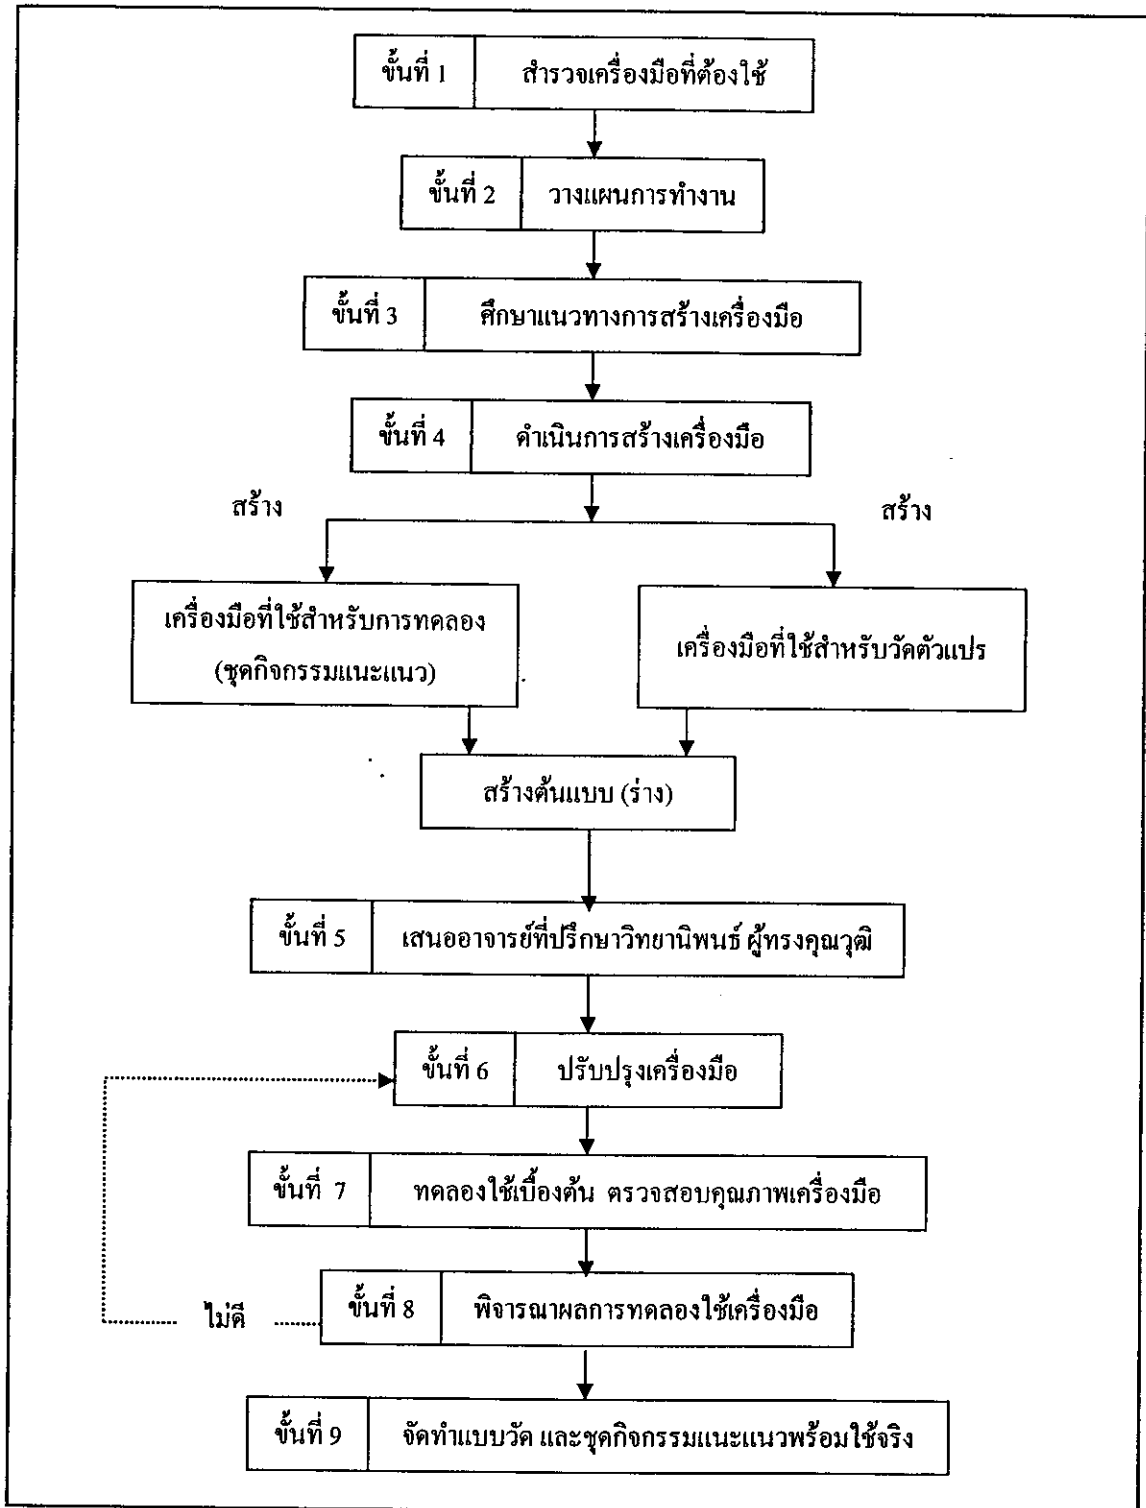 ขั้นที่ 1 สำรวจเครื่องมือที่ต้องใช้
ขั้นที่ 2 วางแผนการทำงาน
ขั้นที่ 3 ศึกษาแนวทางการสร้างเครื่องมือ
ขั้นที่ 4 ดำเนินการสร้างเครื่องมือ
สร้าง สร้าง
เครื่องมือที่ใช้สำหรับการทดลอง
(ชุดกิจกรรมแนะแนว)
เครื่องมือที่ใช้สำหรับวัดตัวแปร
สร้างต้นแบบ (ร่าง)
ขั้นที่ 5 เสนออาจารย์ที่ปรึกษาวิทยานิพนธ์ ผู้ทรงคุณวุฒิ
ขั้นที่ 6 ปรับปรุงเครื่องมือ
ขั้นที่ 7 ทดลองใช้เบื้องต้น ตรวจสอบคุณภาพเครื่องมือ
ขั้นที่ 8 พิจารณาผลการทดลองใช้เครื่องมือ
ไม่ดี
ขั้นที่ 9 จัดทำแบบวัด และชุดกิจกรรมแนะแนวพร้อมใช้จริง